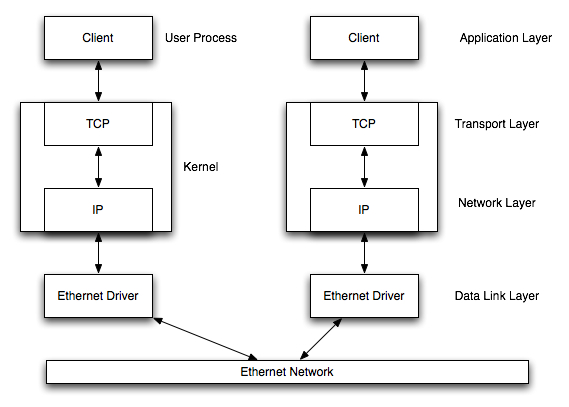 Client
User Process
Client
Application Layer
TCP
TCP
Transport Layer
Kernel
IP
IP
Network Layer
Ethernet Driver
Ethernet Driver
Data Link Layer
Ethernet Network